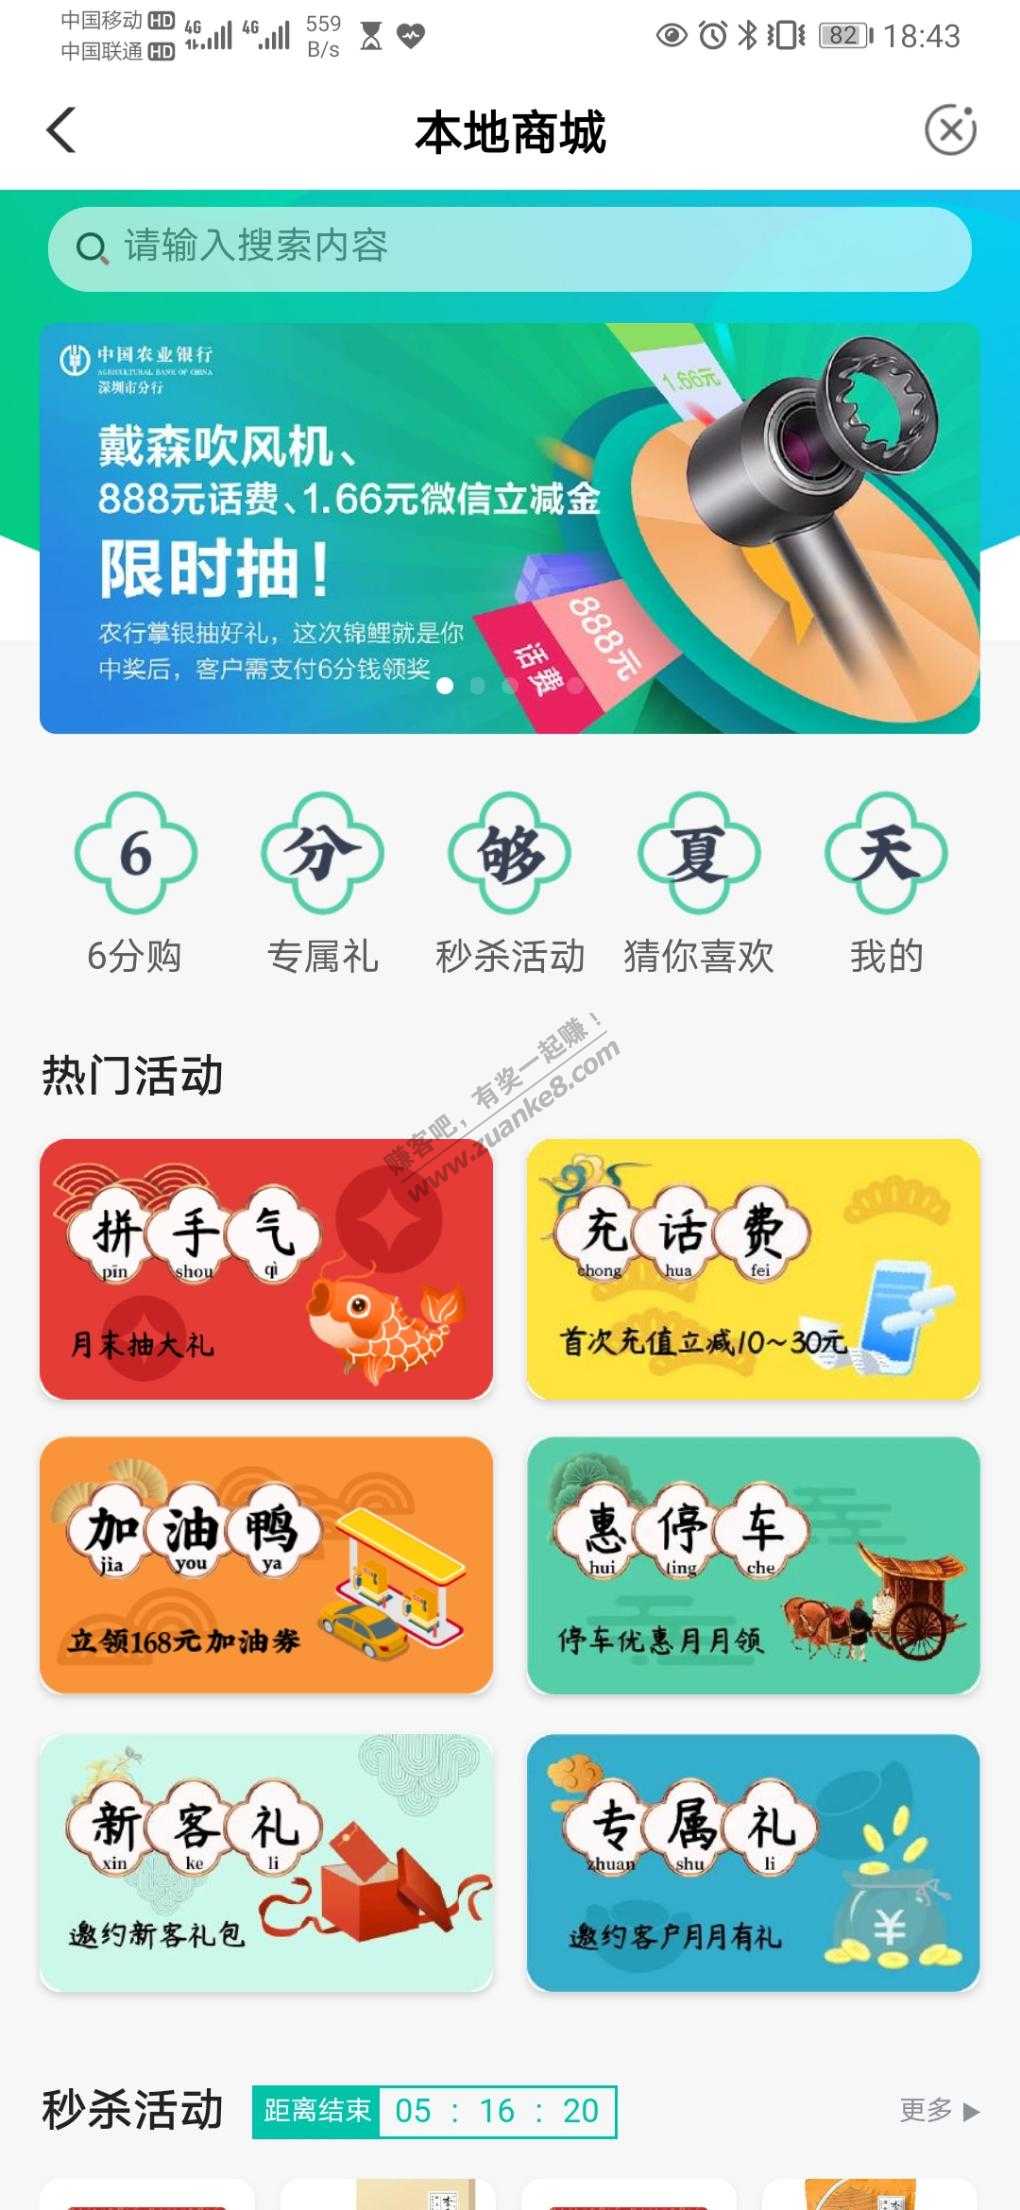 中国移动 HD 4G 4G 559 B/s 82 18:43
中国联通 HD
本地商城
请输入搜索内容
中国农业银行
AGRICULTURAL BANK OF CHINA
深圳市分行
1.66元
戴森吹风机、
888元话费、1.66元微信立减金
限时抽！
农行掌银抽好礼，这次锦鲤就是你
中奖后，客户需支付6分钱领奖
888元
话费
6 分 够 夏 天
6分购 专属礼 秒杀活动 猜你喜欢 我的
赚客吧，有奖一起赚！
www.zuanke8.com
热门活动
拼手气
pin shou qi
月末抽大礼
充话费
chong hua fei
首次充值立减10~30元
加油鸭
jia you ya
立领168元加油券
惠停车
hui ting che
停车优惠月月领
新客礼
xin ke li
邀约新客礼包
专属礼
zhuan shu li
邀约客户月月有礼
秒杀活动 距离结束 05 : 16 : 20 更多